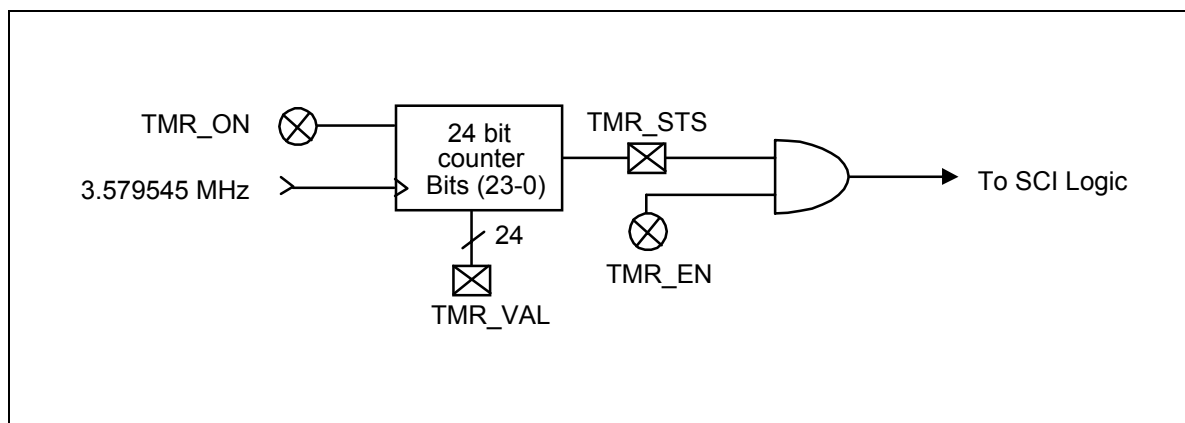 TMR_ON
24 bit
counter
Bits (23-0)
TMR_STS
3.579545 MHz
To SCI Logic
24
TMR_EN
TMR_VAL